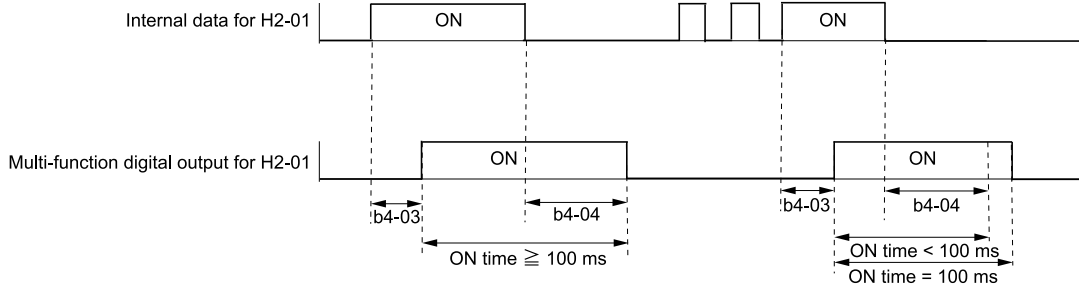 Internal data for H2-01
ON
ON
Multi-function digital output for H2-01
ON
ON
b4-03
b4-04
b4-03
b4-04
ON time ≧ 100 ms
ON time < 100 ms
ON time = 100 ms